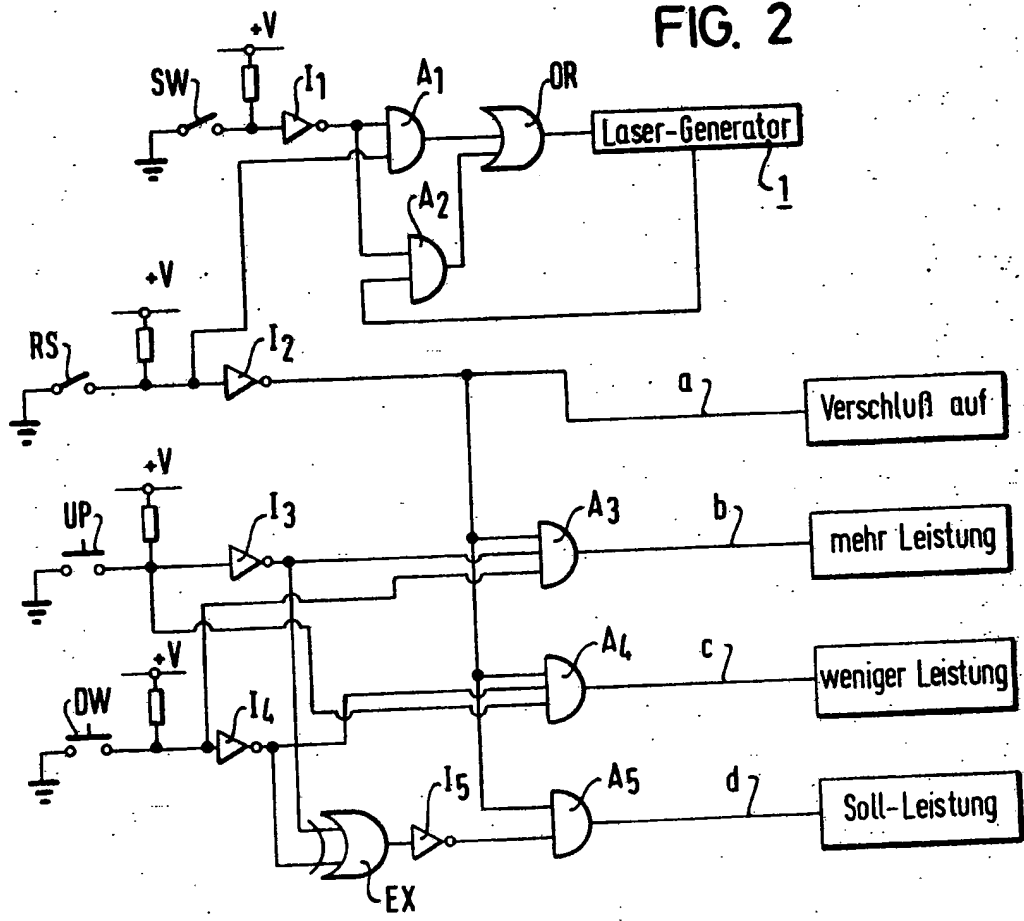 FIG. 2
+V
SW
I1
A1
OR
Laser-Generator
1
A2
+V
RS
I2
a
Verschluß auf
+V
UP
I3
A3
b
mehr Leistung
+V
DW
I4
A4
c
weniger Leistung
I5
A5
d
Soll-Leistung
EX